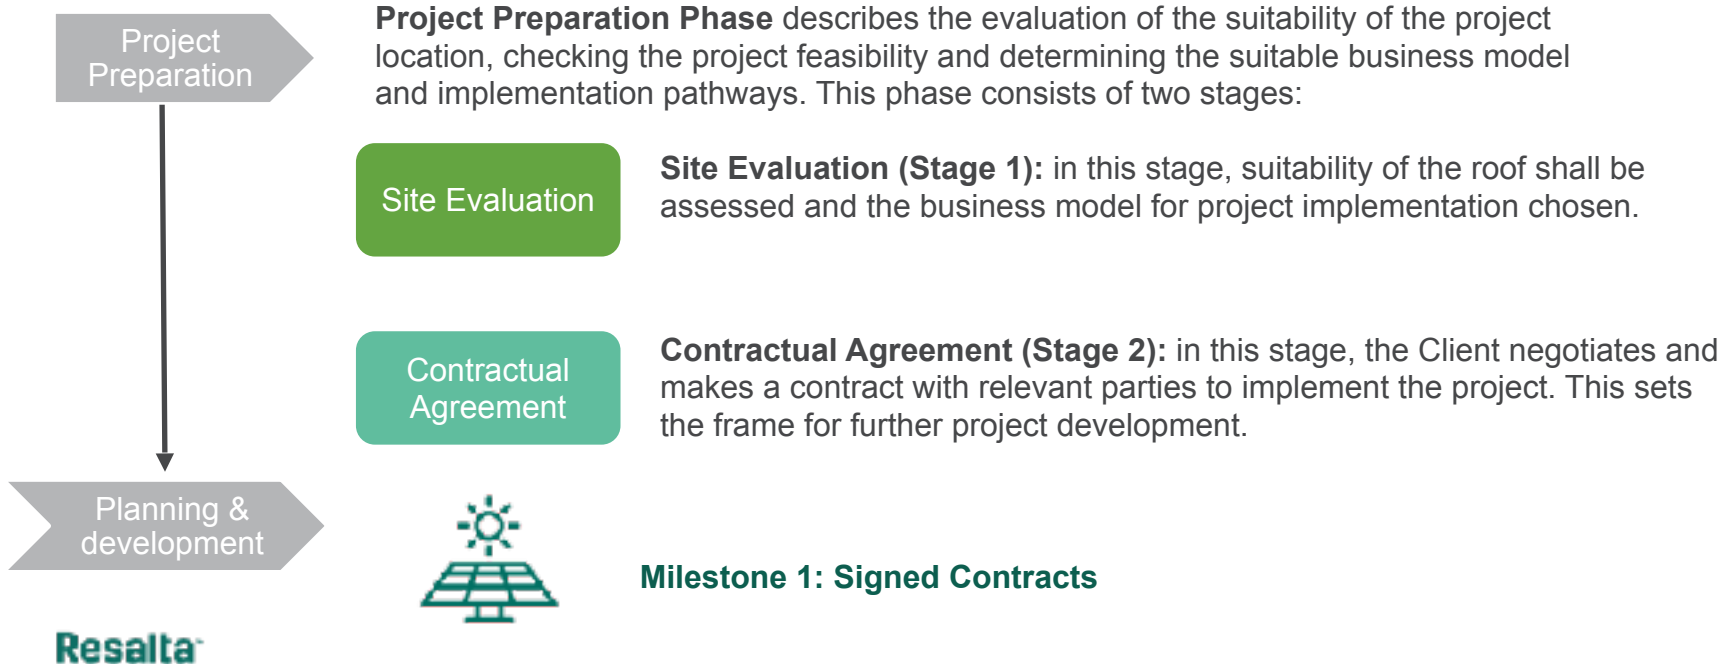 Project
Preparation
Project Preparation Phase describes the evaluation of the suitability of the project
location, checking the project feasibility and determining the suitable business model
and implementation pathways. This phase consists of two stages:
Site Evaluation
Site Evaluation (Stage 1): in this stage, suitability of the roof shall be
assessed and the business model for project implementation chosen.
Contractual
Agreement
Contractual Agreement (Stage 2): in this stage, the Client negotiates and
makes a contract with relevant parties to implement the project. This sets
the frame for further project development.
Planning &
development
Milestone 1: Signed Contracts
Resalta